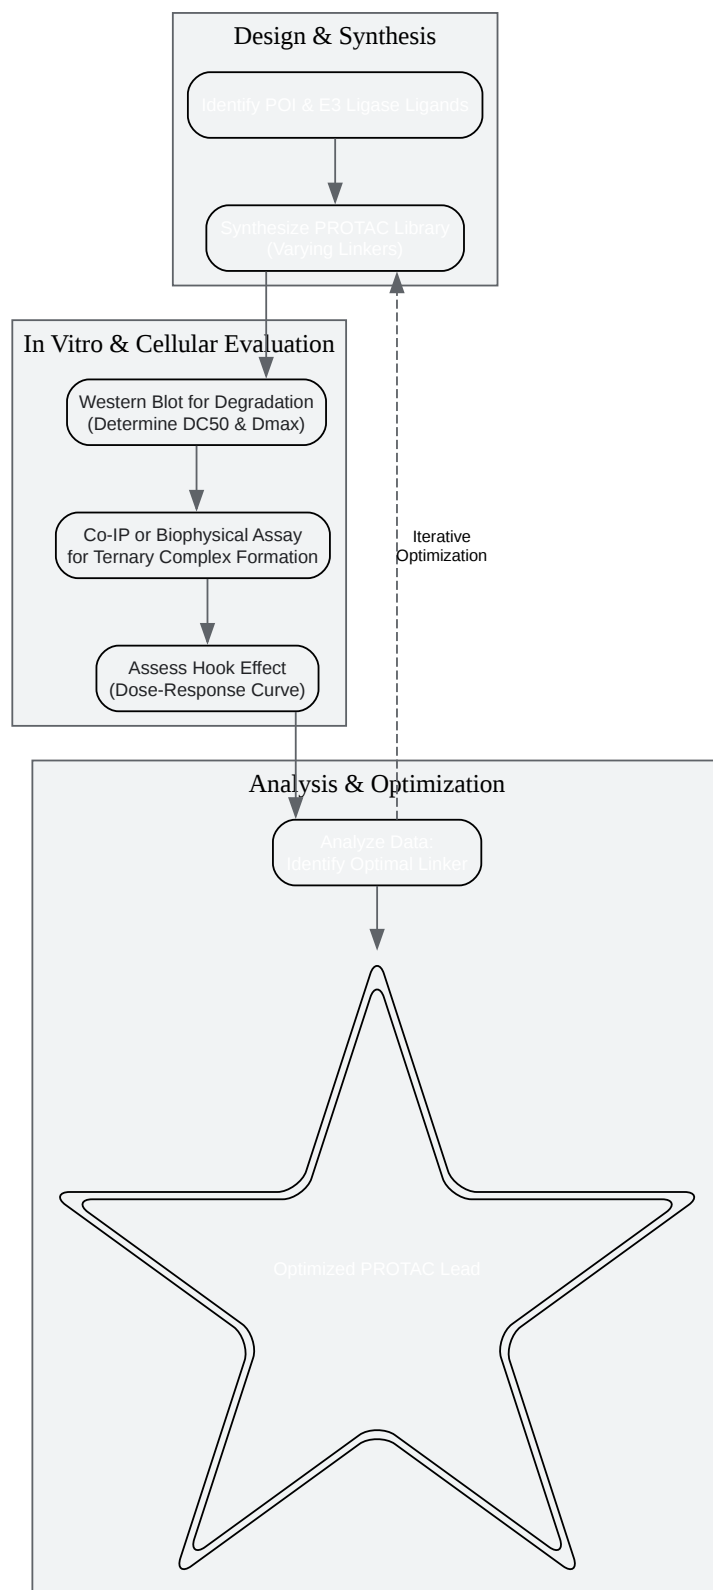 Design & Synthesis
Identify POI & E3 Ligase Ligands
Synthesize PROTAC Library
(Varying Linkers)
In Vitro & Cellular Evaluation
Western Blot for Degradation
(Determine DC50 & Dmax)
Co-IP or Biophysical Assay
for Ternary Complex Formation
Iterative
Optimization
Assess Hook Effect
(Dose-Response Curve)
Analysis & Optimization
Analyze Data:
Identify Optimal Linker
Optimized PROTAC Lead